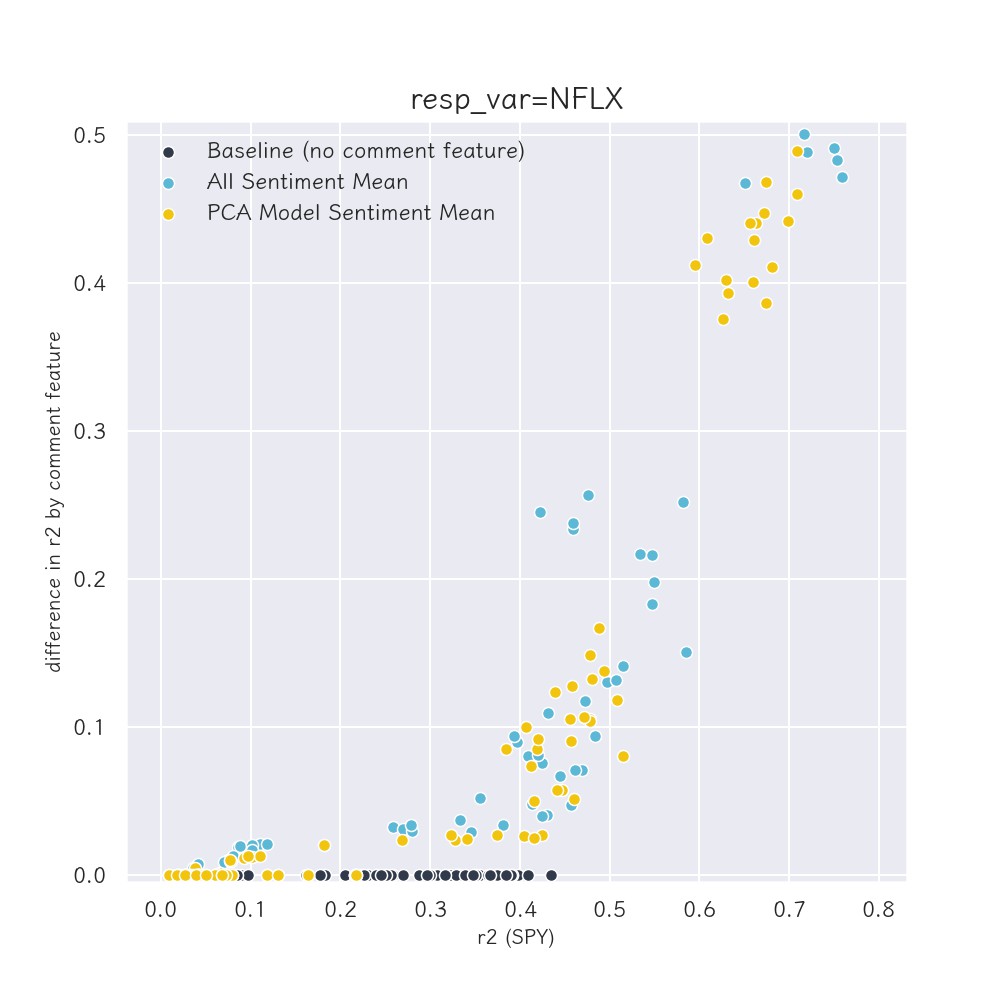 resp_var=NFLX
Baseline (no comment feature)
All Sentiment Mean
PCA Model Sentiment Mean
difference in r2 by comment feature
0.5
0.4
0.3
0.2
0.1
0.0
0.0 0.1 0.2 0.3 0.4 0.5 0.6 0.7 0.8
r2 (SPY)